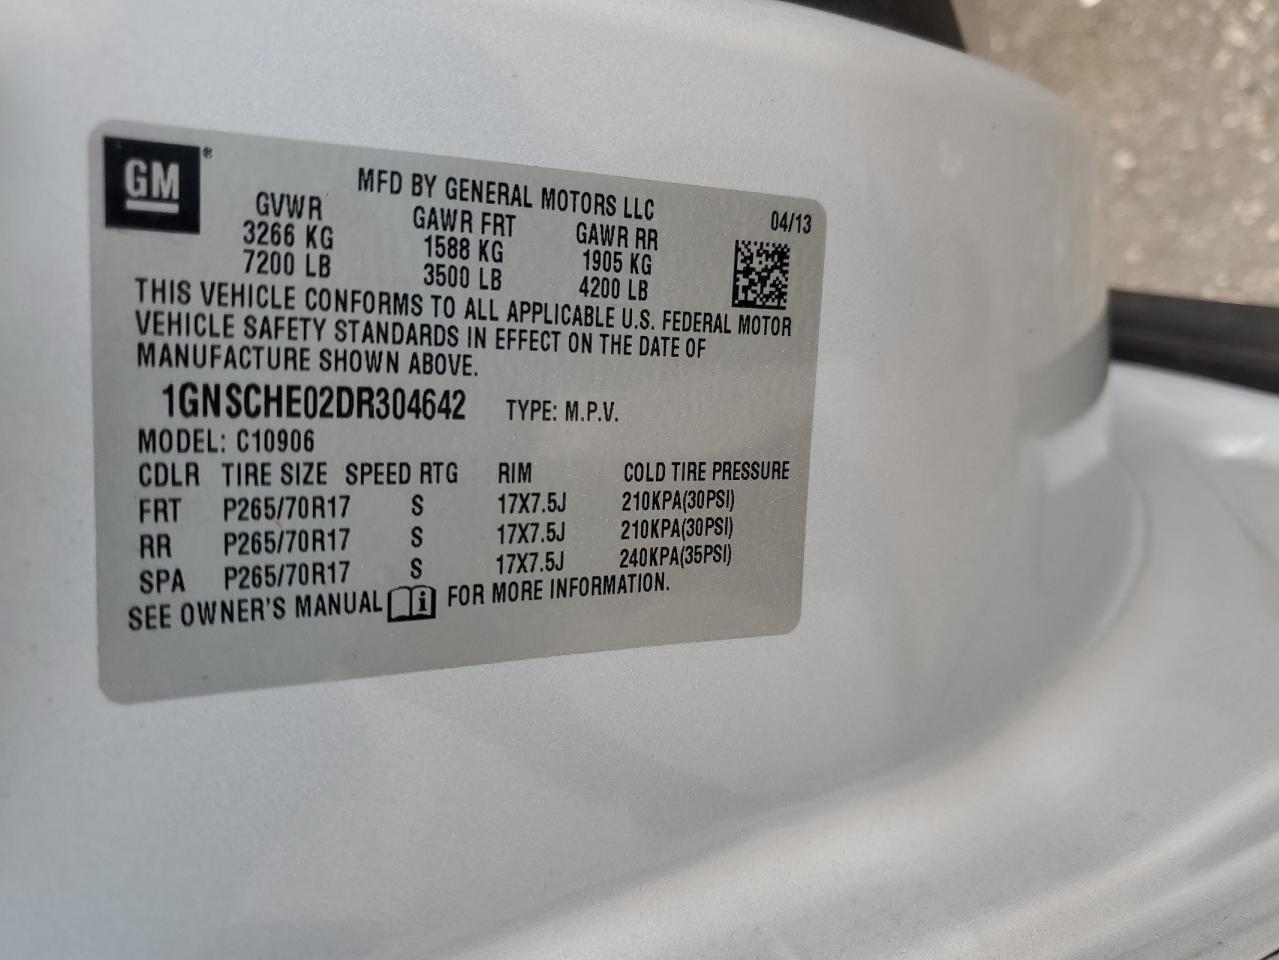 GM®
MFD BY GENERAL MOTORS LLC
04/13
GVWR GAWR FRT GAWR RR
3266 KG 1588 KG 1905 KG
7200 LB 3500 LB 4200 LB
THIS VEHICLE CONFORMS TO ALL APPLICABLE U.S. FEDERAL MOTOR
VEHICLE SAFETY STANDARDS IN EFFECT ON THE DATE OF
MANUFACTURE SHOWN ABOVE.
1GNSCHE02DR304642 TYPE: M.P.V.
MODEL: C10906
CDLR TIRE SIZE SPEED RTG RIM COLD TIRE PRESSURE
FRT P265/70R17 S 17X7.5J 210KPA(30PSI)
RR P265/70R17 S 17X7.5J 210KPA(30PSI)
SPA P265/70R17 S 17X7.5J 240KPA(35PSI)
SEE OWNER'S MANUAL i FOR MORE INFORMATION.